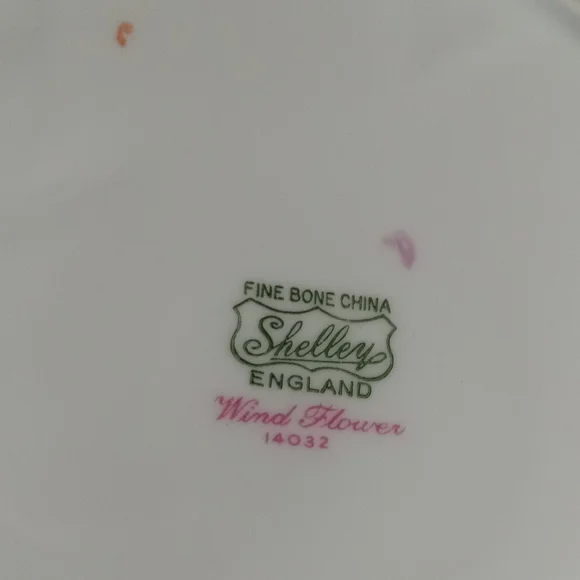 FINE BONE CHINA
Shelley
ENGLAND
Wind Flower
14032